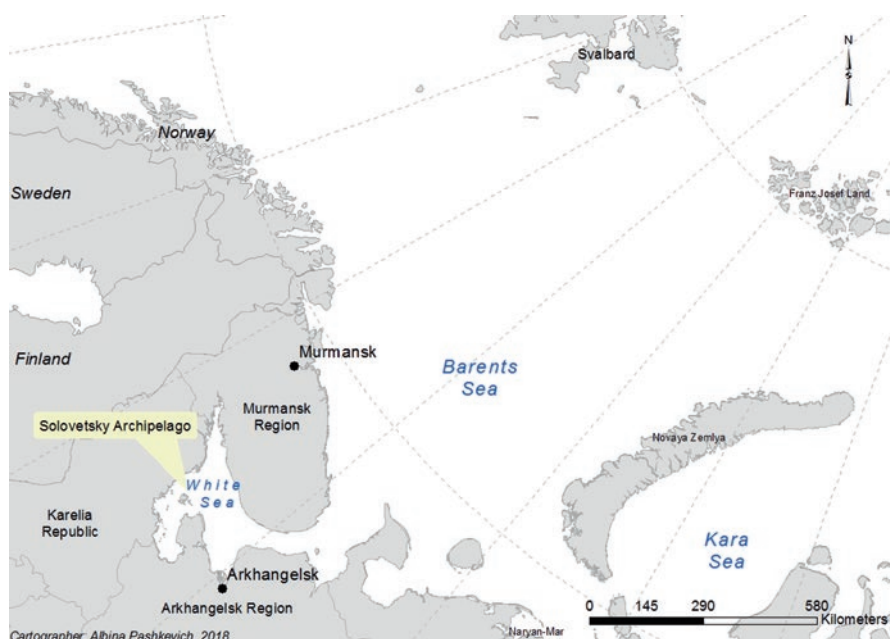 Svalbard
N
S
Norway
Sweden
Franz Josef Land
Finland
Murmansk
Barents
Sea
Murmansk
Region
Solovetsky Archipelago
Novaya Zemlya
White
Sea
Karelia
Republic
Kara
Sea
Arkhangelsk
Arkhangelsk Region
0 145 290 580
Kilometers
Naryan-Mar
Cartographer: Albina Pashkevich, 2018